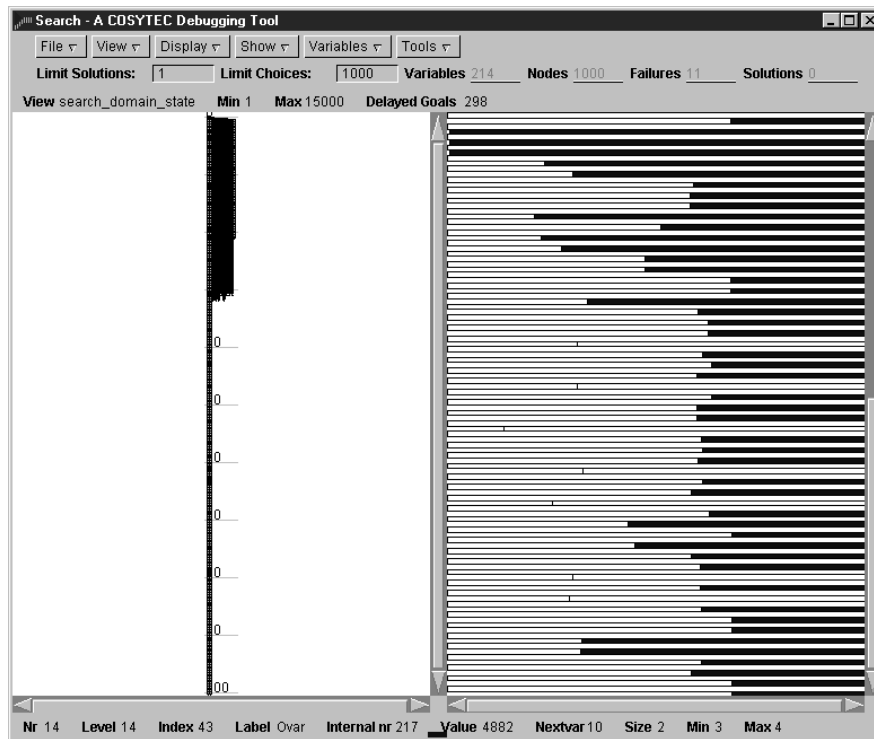 Search - A COSYTEC Debugging Tool
File View Display Show Variables Tools
Limit Solutions: 1 Limit Choices: 1000 Variables 214 Nodes 1000 Failures 11 Solutions 0
View search_domain_state Min 1 Max 15000 Delayed Goals 298
0
0
0
0
0
0
00
Nr 14 Level 14 Index 43 Label Ovar Internal nr 217 Value 4882 Nextvar 10 Size 2 Min 3 Max 4